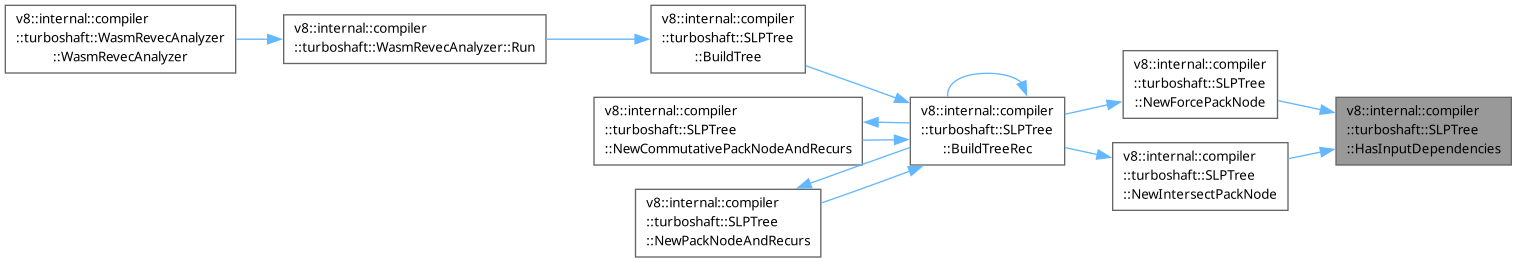 v8::internal::compiler
::turboshaft::WasmRevecAnalyzer
::WasmRevecAnalyzer
v8::internal::compiler
::turboshaft::WasmRevecAnalyzer::Run
v8::internal::compiler
::turboshaft::SLPTree
::BuildTree
v8::internal::compiler
::turboshaft::SLPTree
::NewCommutativePackNodeAndRecurs
v8::internal::compiler
::turboshaft::SLPTree
::NewPackNodeAndRecurs
v8::internal::compiler
::turboshaft::SLPTree
::BuildTreeRec
v8::internal::compiler
::turboshaft::SLPTree
::NewForcePackNode
v8::internal::compiler
::turboshaft::SLPTree
::NewIntersectPackNode
v8::internal::compiler
::turboshaft::SLPTree
::HasInputDependencies